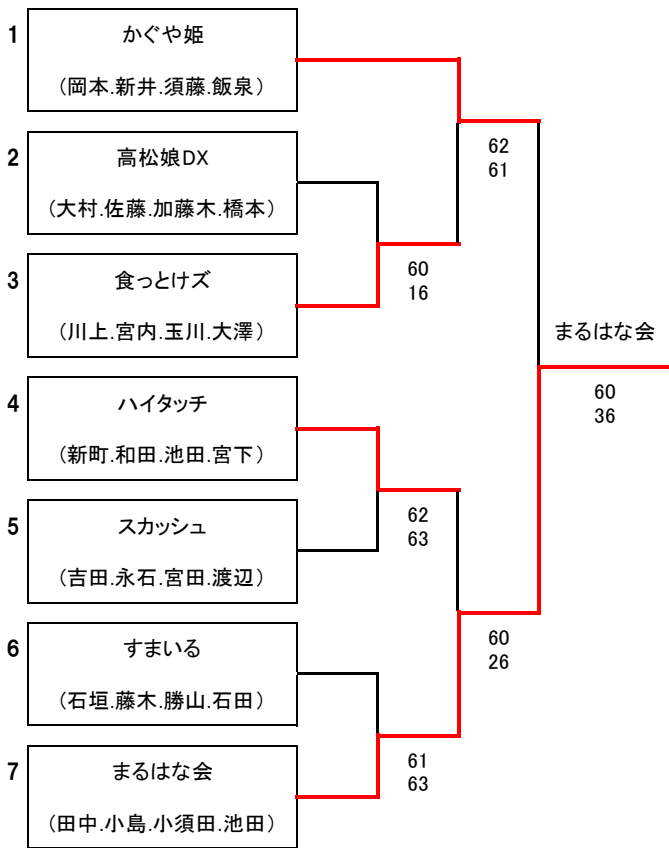 1
かぐや姫
（岡本.新井.須藤.飯泉）
2
高松娘DX
（大村.佐藤.加藤木.橋本）
3
食っとけズ
（川上.宮内.玉川.大澤）
4
ハイタッチ
（新町.和田.池田.宮下）
5
スカッシュ
（吉田.永石.宮田.渡辺）
6
すまいる
（石垣.藤木.勝山.石田）
7
まるはな会
（田中.小島.小須田.池田）
60
16
62
63
61
63
62
61
60
26
まるはな会
60
36